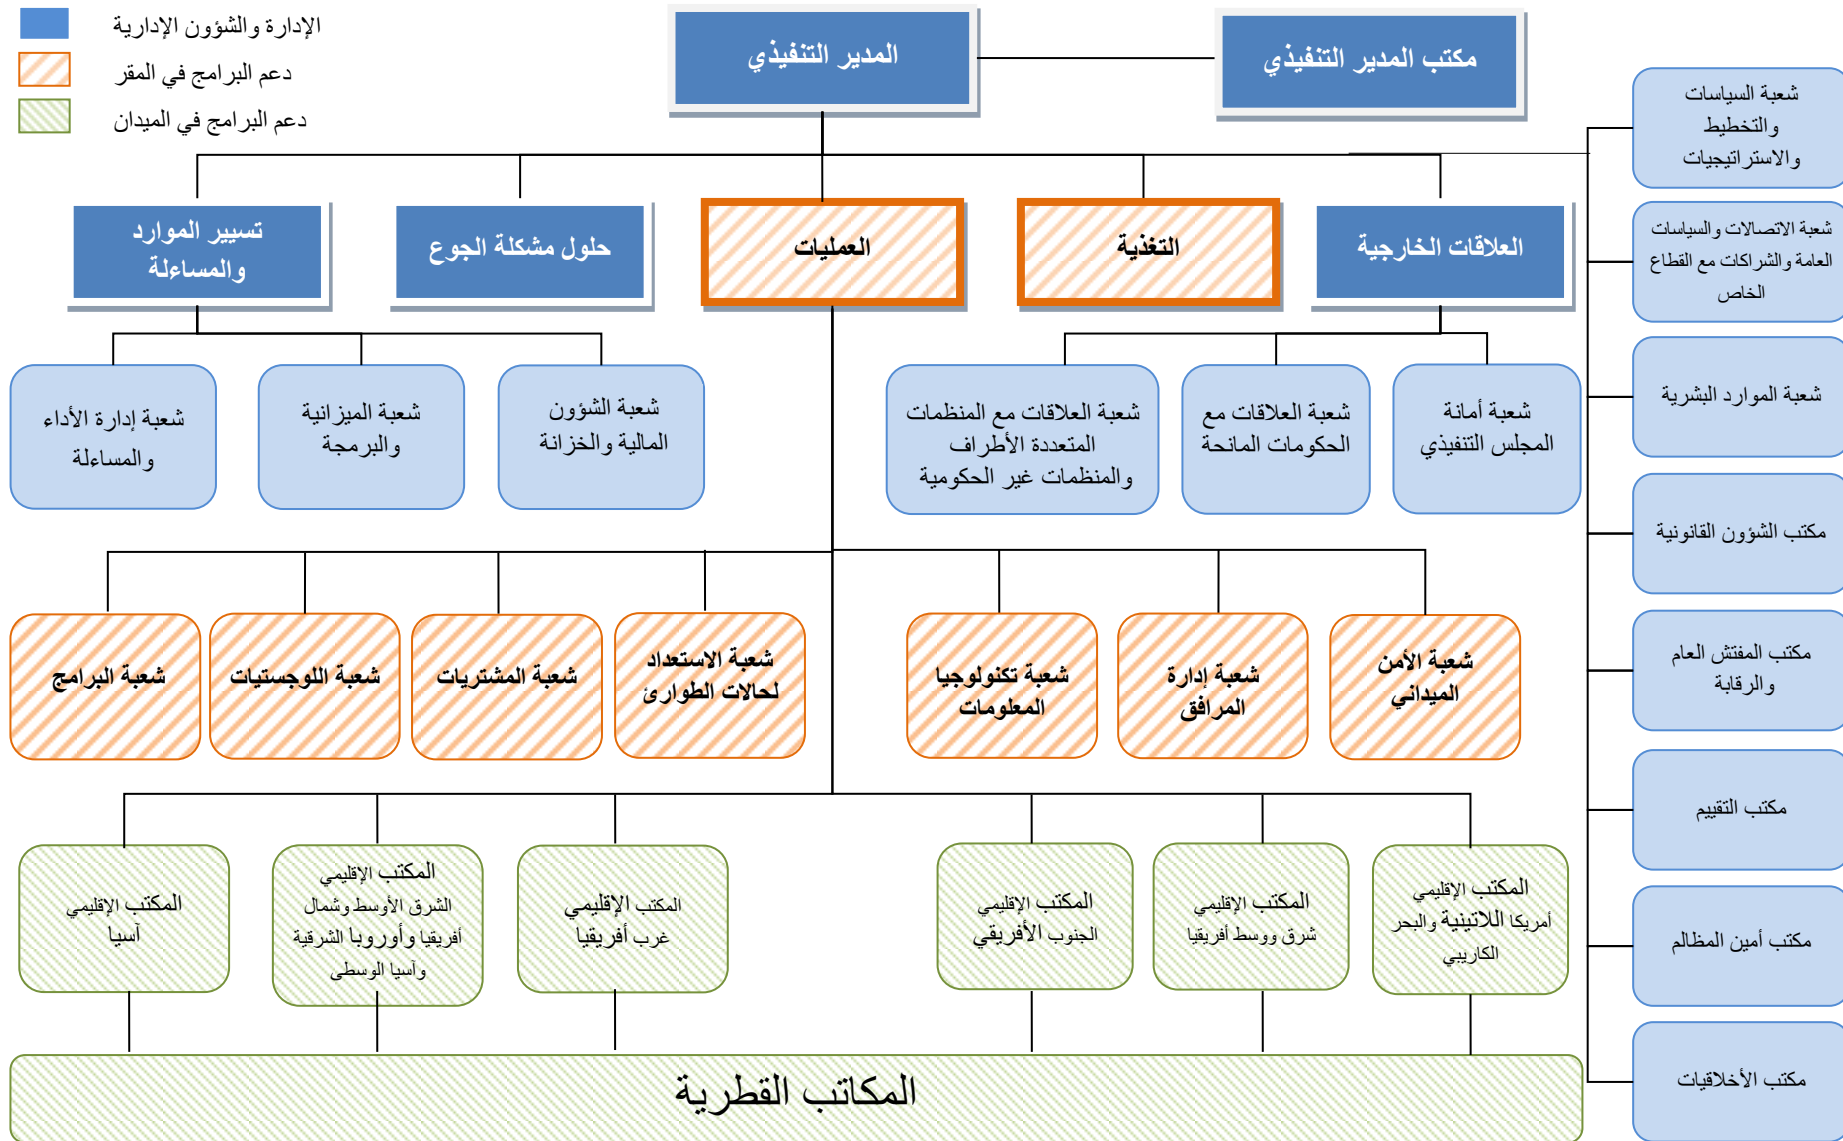 الإدارة والشؤون الإدارية
دعم البرامج في المقر
دعم البرامج في الميدان
المدير التنفيذي
مكتب المدير التنفيذي
العلاقات الخارجية
التغذية
العمليات
حلول مشكلة الجوع
تسيير الموارد
والمساءلة
شعبة أمانة
المجلس التنفيذي
شعبة العلاقات مع
الحكومات المانحة
شعبة العلاقات مع المنظمات
المتعددة الأطراف
والمنظمات غير الحكومية
شعبة الشؤون
المالية والخزانة
شعبة الميزانية
والبرمجة
شعبة إدارة الأداء
والمساءلة
شعبة الأمن
الميداني
شعبة إدارة
المرافق
شعبة تكنولوجيا
المعلومات
شعبة الاستعداد
لحالات الطوارئ
شعبة المشتريات
شعبة اللوجستيات
شعبة البرامج
المكتب الإقليمي
أمريكا اللاتينية والبحر
الكاريبي
المكتب الإقليمي
شرق ووسط أفريقيا
المكتب الإقليمي
الجنوب الأفريقي
المكتب الإقليمي
غرب أفريقيا
المكتب الإقليمي
الشرق الأوسط وشمال
أفريقيا وأوروبا الشرقية
وآسيا الوسطى
المكتب الإقليمي
آسيا
المكاتب القطرية
شعبة السياسات
والتخطيط
والاستراتيجيات
شعبة الاتصالات والسياسات
العامة والشراكات مع القطاع
الخاص
شعبة الموارد البشرية
مكتب الشؤون القانونية
مكتب المفتش العام
والرقابة
مكتب التقييم
مكتب أمين المظالم
مكتب الأخلاقيات